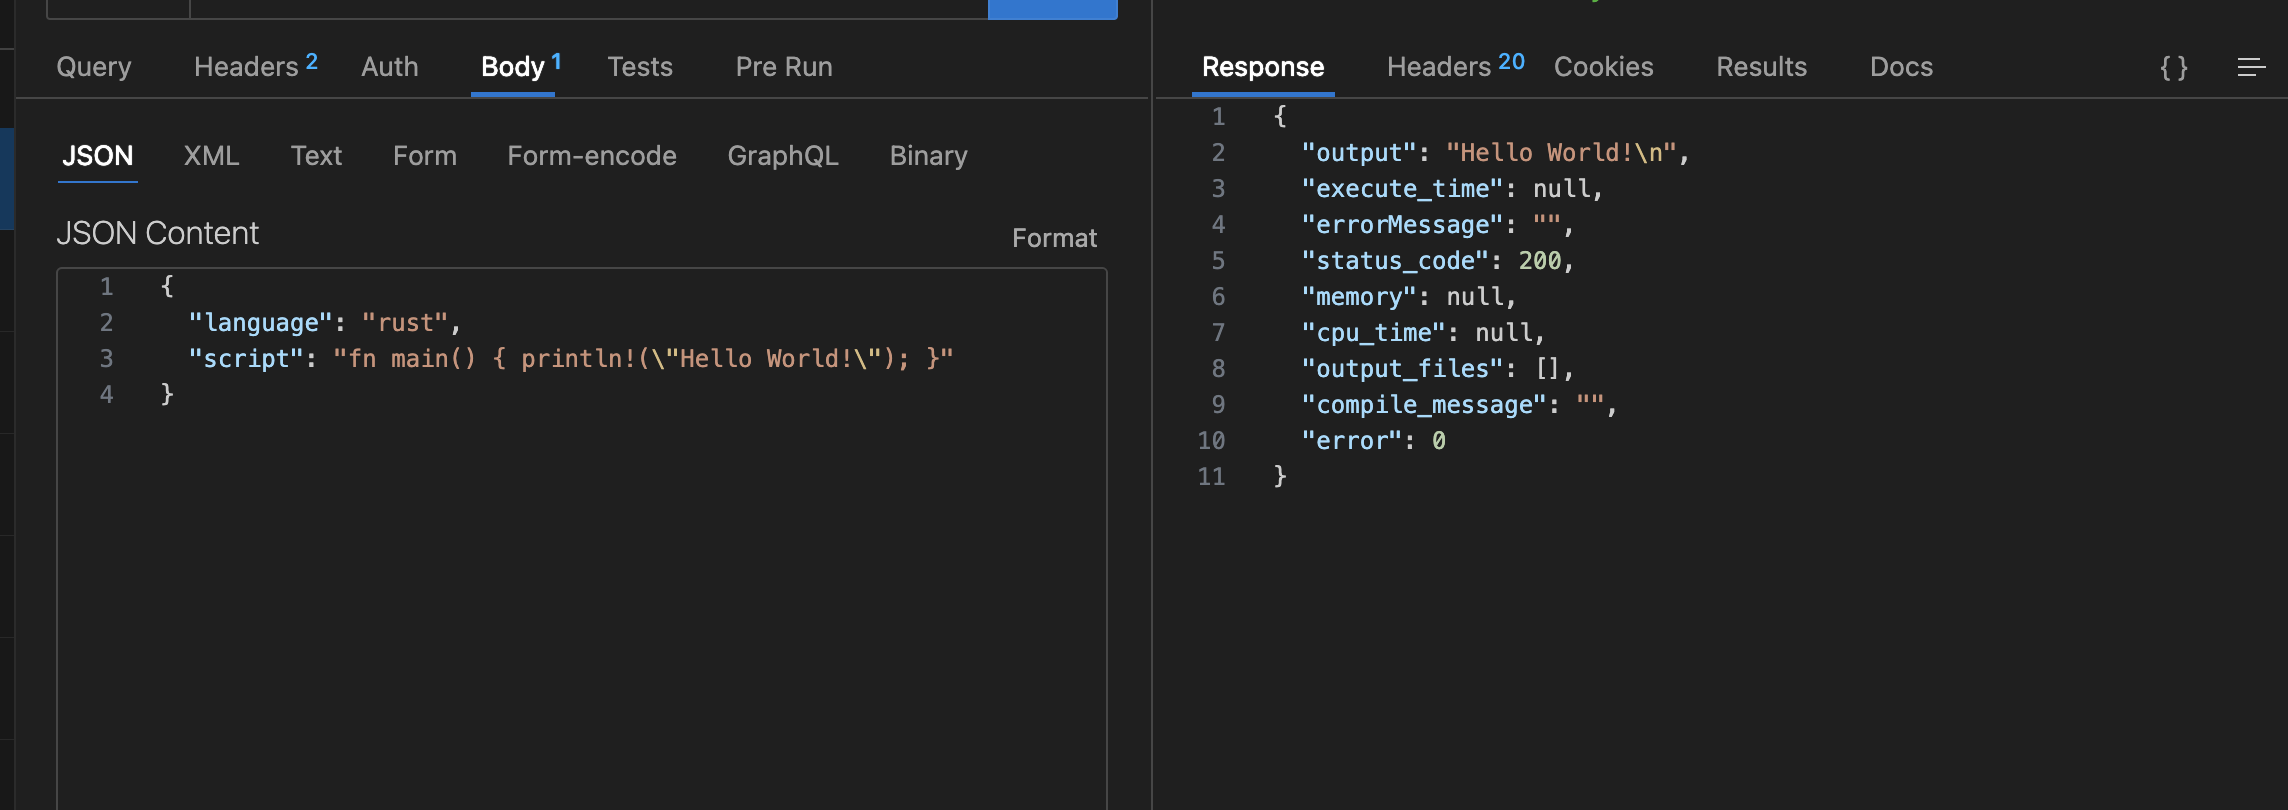 Query Headers 2 Auth Body 1 Tests Pre Run
JSON XML Text Form Form-encode GraphQL Binary
JSON Content
Format
1 {
2 "language": "rust",
3 "script": "fn main() { println!(\"Hello World!\"); }"
4 }
Response Headers 20 Cookies Results Docs { }
1 {
2 "output": "Hello World!\n",
3 "execute_time": null,
4 "errorMessage": "",
5 "status_code": 200,
6 "memory": null,
7 "cpu_time": null,
8 "output_files": [],
9 "compile_message": "",
10 "error": 0
11 }